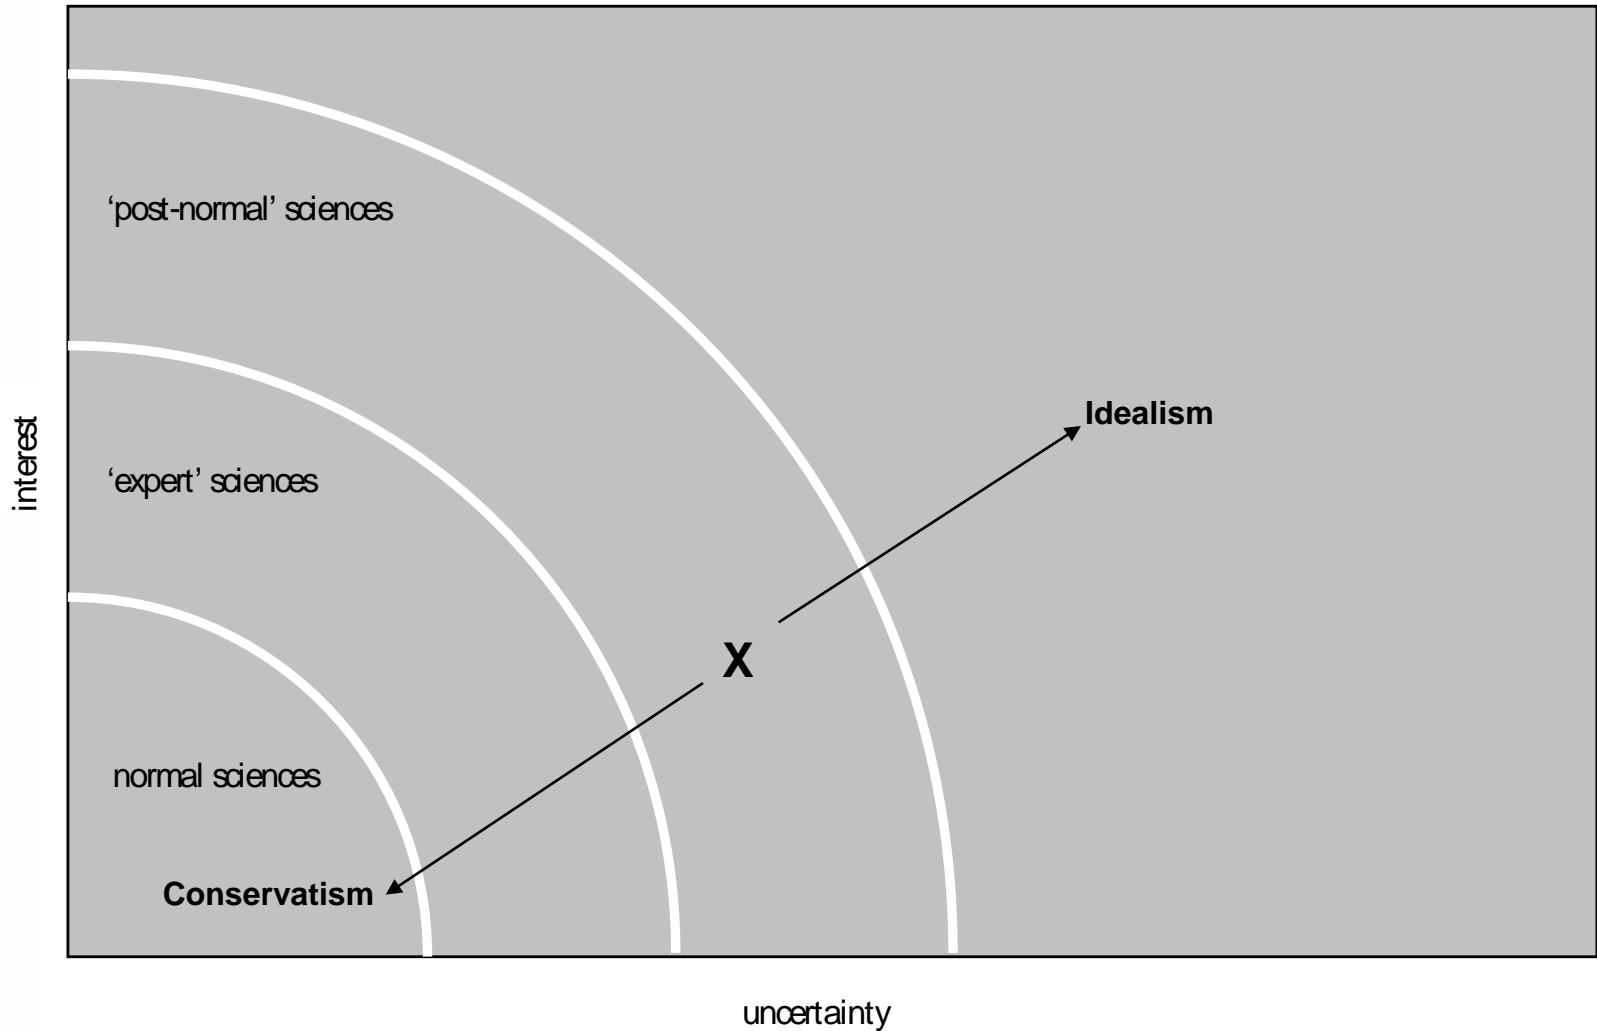 ‘post-normal’ sciences
Idealism
interest
‘expert’ sciences
X
normal sciences
Conservatism
uncertainty